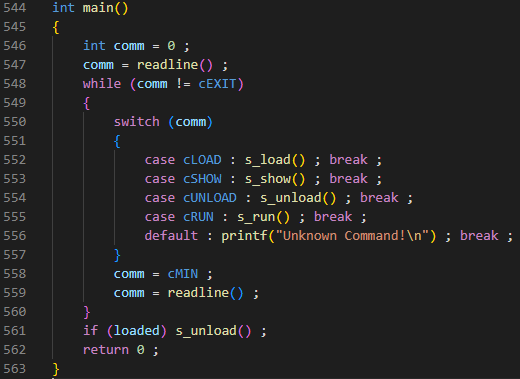 544 int main()
545 {
546     int comm = 0 ;
547     comm = readline() ;
548     while (comm != cEXIT)
549     {
550         switch (comm)
551         {
552             case cLOAD : s_load() ; break ;
553             case cSHOW : s_show() ; break ;
554             case cUNLOAD : s_unload() ; break ;
555             case cRUN : s_run() ; break ;
556             default : printf("Unknown Command!\n") ; break ;
557         }
558         comm = cMIN ;
559         comm = readline() ;
560     }
561     if (loaded) s_unload() ;
562     return 0 ;
563 }